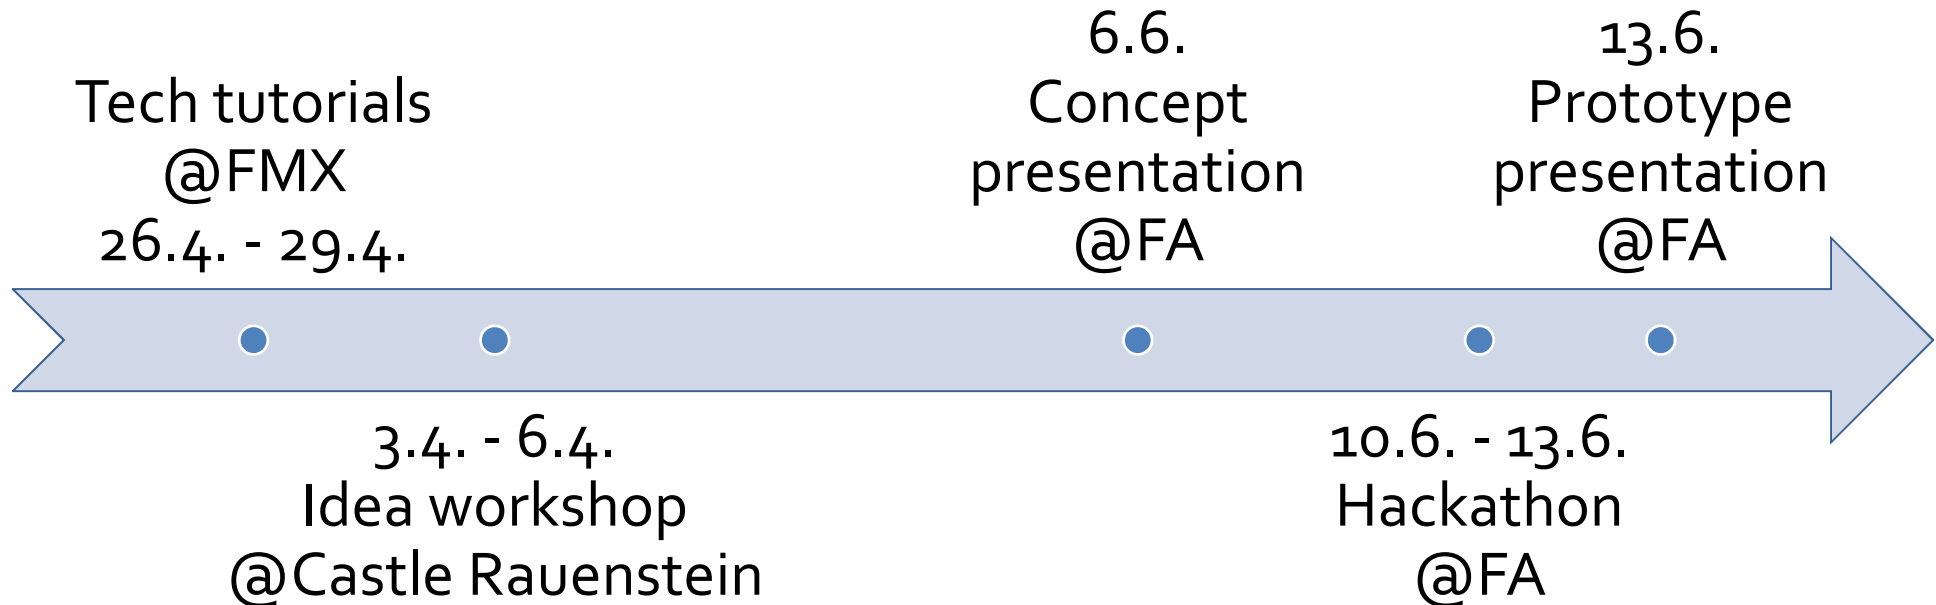 Tech tutorials
@FMX
26.4. - 29.4.
3.4. - 6.4.
Idea workshop
@Castle Rauenstein
6.6.
Concept
presentation
@FA
10.6. - 13.6.
Hackathon
@FA
13.6.
Prototype
presentation
@FA